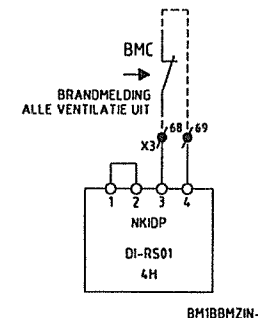 BMC
BRANDMELDING
ALLE VENTILATIE UIT
68 69
X3
1 2 3 4
NKIDP
DI-RS01
4H
BM1BBMZIN-